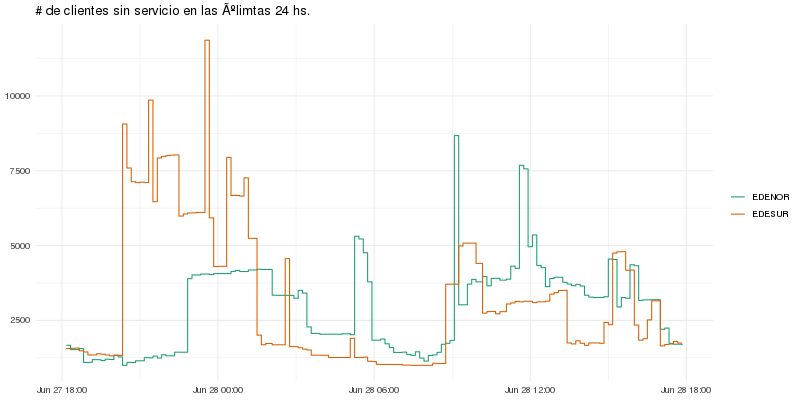 # de clientes sin servicio en las Ãºlimtas 24 hs.
10000
7500
5000
2500
EDENOR
EDESUR
Jun 27 18:00 Jun 28 00:00 Jun 28 06:00 Jun 28 12:00 Jun 28 18:00